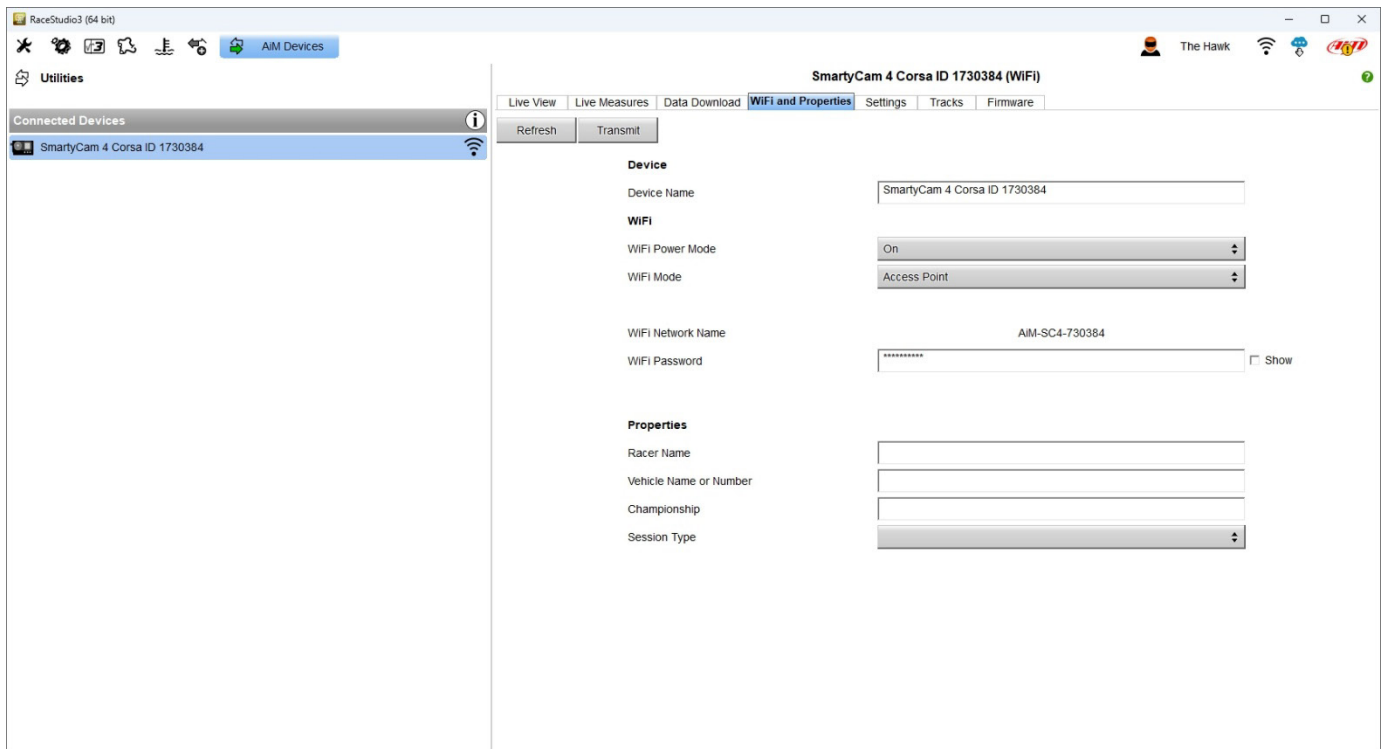 RaceStudio3 (64 bit)
AiM Devices
The Hawk
Utilities
SmartyCam 4 Corsa ID 1730384 (WiFi)
Live View Live Measures Data Download WiFi and Properties Settings Tracks Firmware
Connected Devices
Refresh Transmit
SmartyCam 4 Corsa ID 1730384
Device
Device Name SmartyCam 4 Corsa ID 1730384
WiFi
WiFi Power Mode On
WiFi Mode Access Point
WiFi Network Name AiM-SC4-730384
WiFi Password ********** Show
Properties
Racer Name
Vehicle Name or Number
Championship
Session Type